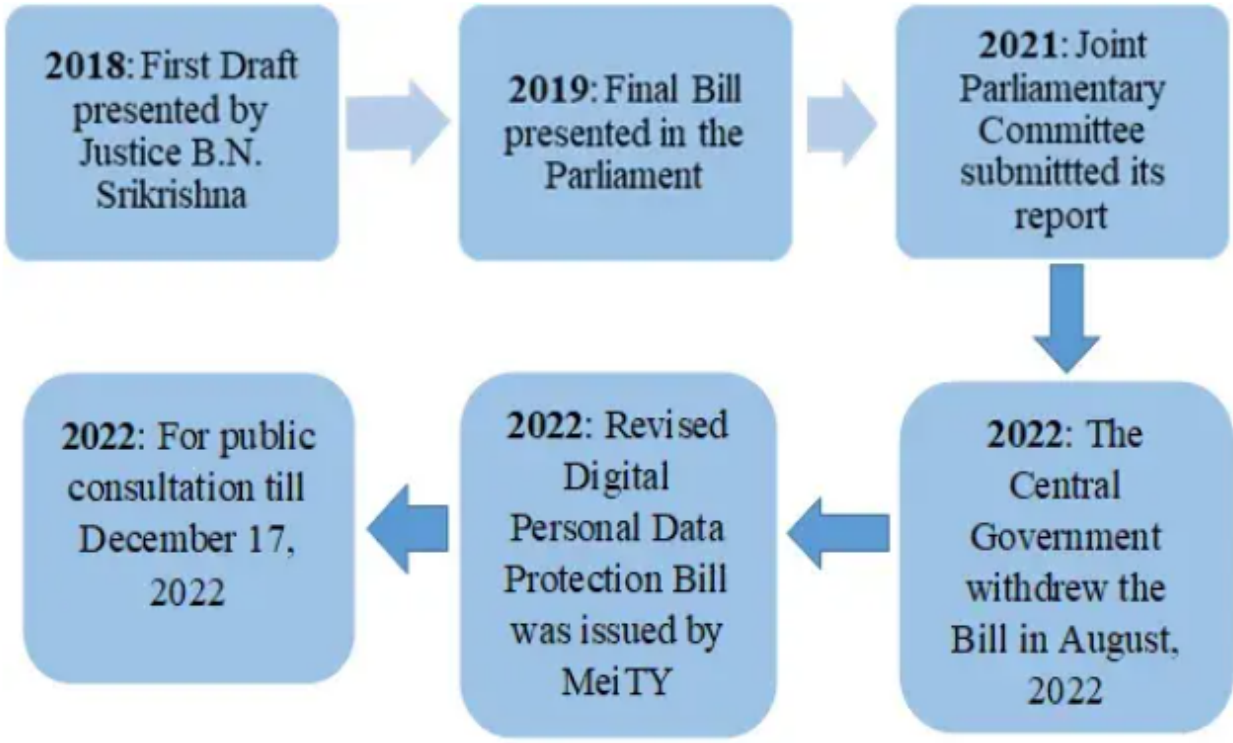 2018: First Draft
presented by
Justice B.N.
Srikrishna
2019: Final Bill
presented in the
Parliament
2021: Joint
Parliamentary
Committee
submittted its
report
2022: The
Central
Government
withdrew the
Bill in August,
2022
2022: Revised
Digital
Personal Data
Protection Bill
was issued by
MeiTY
2022: For public
consultation till
December 17,
2022